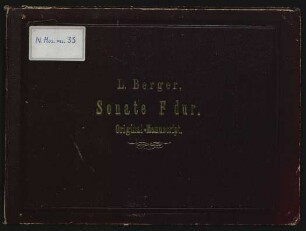 N. Mus. ms. 33
L. Berger.
Sonate F dur.
Original-Manuscript.